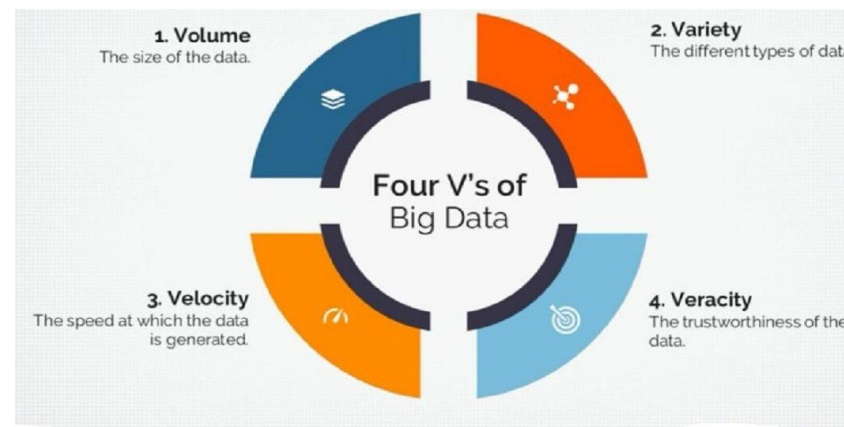 1. Volume
The size of the data.
2. Variety
The different types of dat
Four V's of
Big Data
3. Velocity
The speed at which the data
is generated.
4. Veracity
The trustworthiness of the
data.